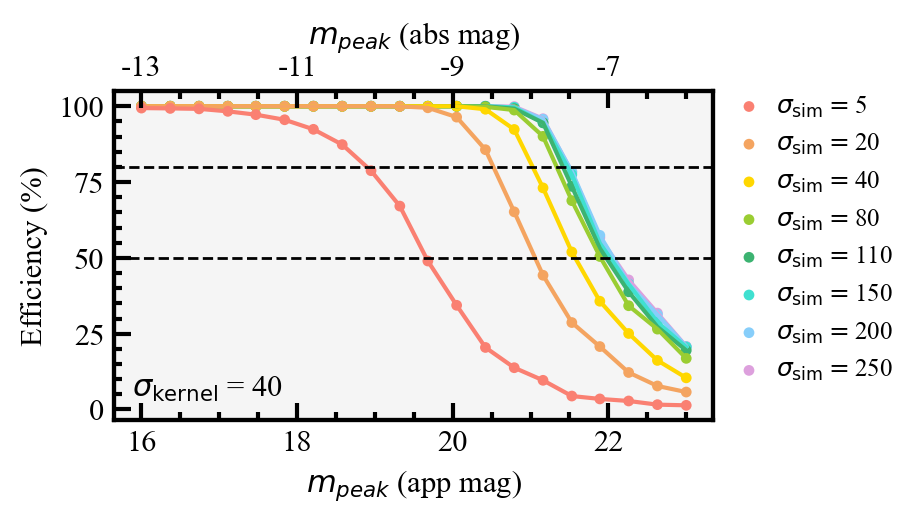 m_peak (abs mag)
-13 -11 -9 -7
100
75
50
25
0
Efficiency (%)
σ_kernel = 40
16 18 20 22
m_peak (app mag)
σ_sim = 5
σ_sim = 20
σ_sim = 40
σ_sim = 80
σ_sim = 110
σ_sim = 150
σ_sim = 200
σ_sim = 250